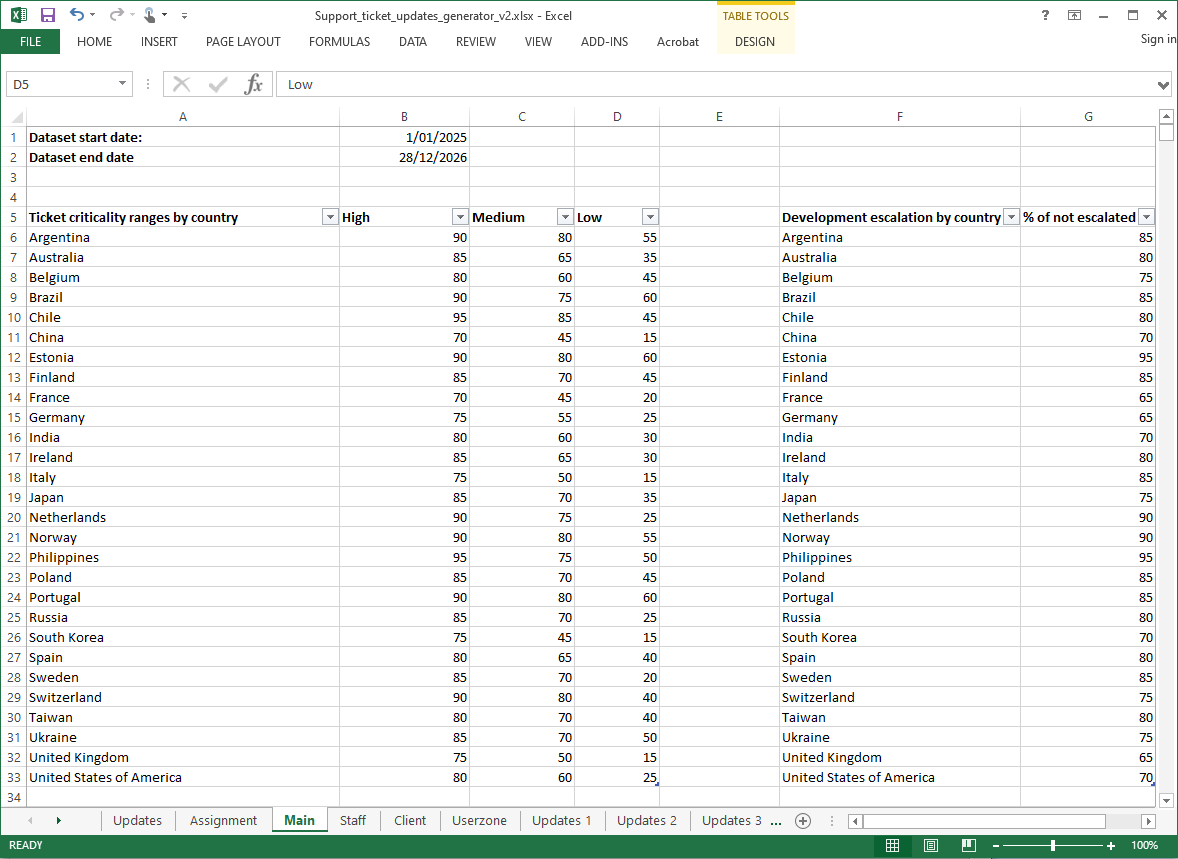 Support_ticket_updates_generator_v2.xlsx - Excel
TABLE TOOLS
?
FILE HOME INSERT PAGE LAYOUT FORMULAS DATA REVIEW VIEW ADD-INS Acrobat DESIGN Sign in
D5 fx Low
A B C D E F G
1 Dataset start date: 1/01/2025
2 Dataset end date 28/12/2026
3
4
5 Ticket criticality ranges by country High Medium Low Development escalation by country % of not escalated
6 Argentina 90 80 55 Argentina 85
7 Australia 85 65 35 Australia 80
8 Belgium 80 60 45 Belgium 75
9 Brazil 90 75 60 Brazil 85
10 Chile 95 85 45 Chile 80
11 China 70 45 15 China 70
12 Estonia 90 80 60 Estonia 95
13 Finland 85 70 45 Finland 85
14 France 70 45 20 France 65
15 Germany 75 55 25 Germany 65
16 India 80 60 30 India 70
17 Ireland 85 65 30 Ireland 80
18 Italy 75 50 15 Italy 85
19 Japan 85 70 35 Japan 75
20 Netherlands 90 75 25 Netherlands 90
21 Norway 90 80 55 Norway 90
22 Philippines 95 75 50 Philippines 95
23 Poland 85 70 45 Poland 85
24 Portugal 90 80 60 Portugal 85
25 Russia 85 70 25 Russia 80
26 South Korea 75 45 15 South Korea 70
27 Spain 80 65 40 Spain 80
28 Sweden 85 70 20 Sweden 85
29 Switzerland 90 80 40 Switzerland 75
30 Taiwan 80 70 40 Taiwan 80
31 Ukraine 85 70 50 Ukraine 75
32 United Kingdom 75 50 15 United Kingdom 65
33 United States of America 80 60 25 United States of America 70
34
Updates Assignment Main Staff Client Userzone Updates 1 Updates 2 Updates 3 ...
READY 100%